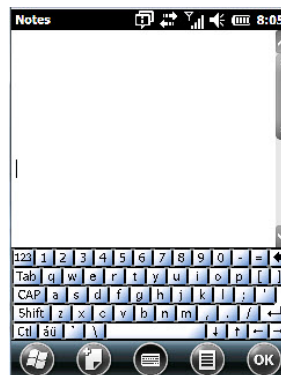 Notes 8:05
123 1 2 3 4 5 6 7 8 9 0 - =
Tab q w e r t y u i o p [ ]
CAP a s d f g h j k l ; '
Shift z x c v b n m , . /
Ctl áü ` \
OK